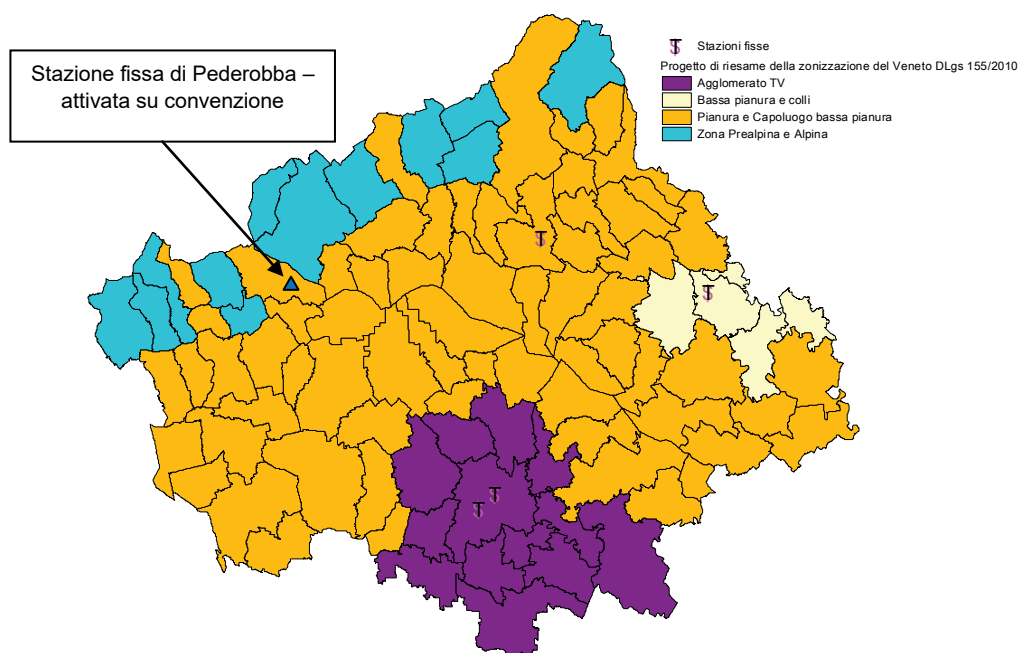 Stazione fissa di Pederobba –
attivata su convenzione
Stazioni fisse
Progetto di riesame della zonizzazione del Veneto DLgs 155/2010
Agglomerato TV
Bassa pianura e colli
Pianura e Capoluogo bassa pianura
Zona Prealpina e Alpina